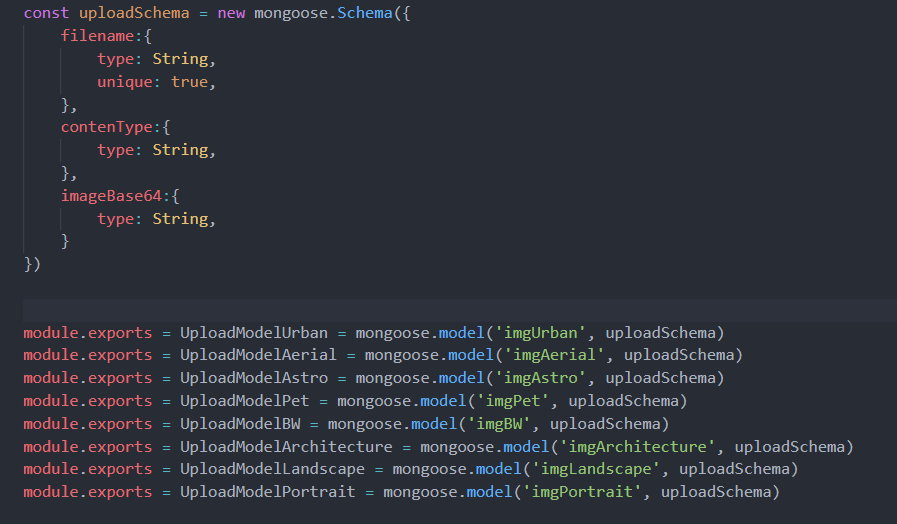 const uploadSchema = new mongoose.Schema({
    filename:{
        type: String,
        unique: true,
    },
    contenType:{
        type: String,
    },
    imageBase64:{
        type: String,
    }
})
module.exports = UploadModelUrban = mongoose.model('imgUrban', uploadSchema)
module.exports = UploadModelAerial = mongoose.model('imgAerial', uploadSchema)
module.exports = UploadModelAstro = mongoose.model('imgAstro', uploadSchema)
module.exports = UploadModelPet = mongoose.model('imgPet', uploadSchema)
module.exports = UploadModelBW = mongoose.model('imgBW', uploadSchema)
module.exports = UploadModelArchitecture = mongoose.model('imgArchitecture', uploadSchema)
module.exports = UploadModelLandscape = mongoose.model('imgLandscape', uploadSchema)
module.exports = UploadModelPortrait = mongoose.model('imgPortrait', uploadSchema)